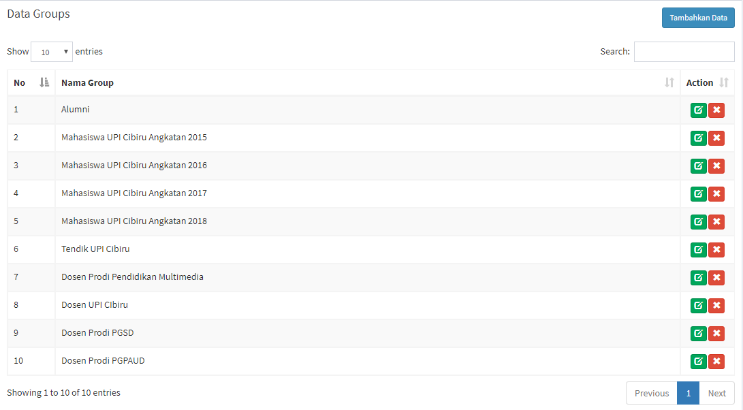 Data Groups
Tambahkan Data
Show 10 entries
Search:
No Nama Group Action
1 Alumni
2 Mahasiswa UPI Cibiru Angkatan 2015
3 Mahasiswa UPI Cibiru Angkatan 2016
4 Mahasiswa UPI Cibiru Angkatan 2017
5 Mahasiswa UPI Cibiru Angkatan 2018
6 Tendik UPI Cibiru
7 Dosen Prodi Pendidikan Multimedia
8 Dosen UPI CIbiru
9 Dosen Prodi PGSD
10 Dosen Prodi PGPAUD
Showing 1 to 10 of 10 entries
Previous 1 Next